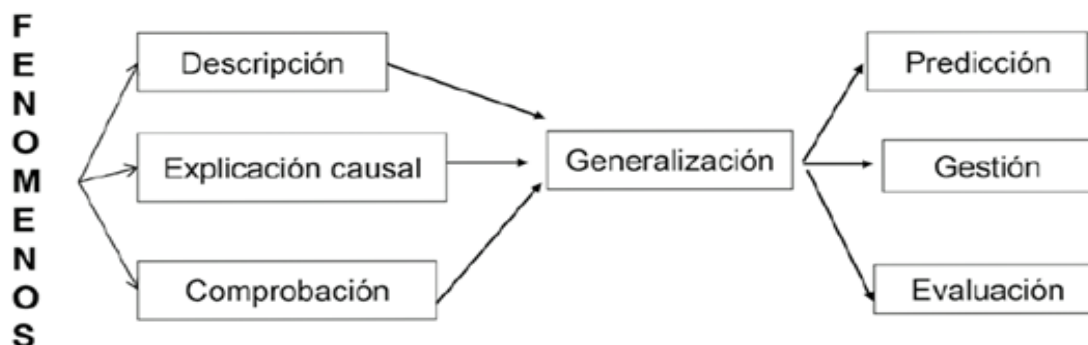 FENOMENOS
Descripción
Explicación causal
Comprobación
Generalización
Predicción
Gestión
Evaluación